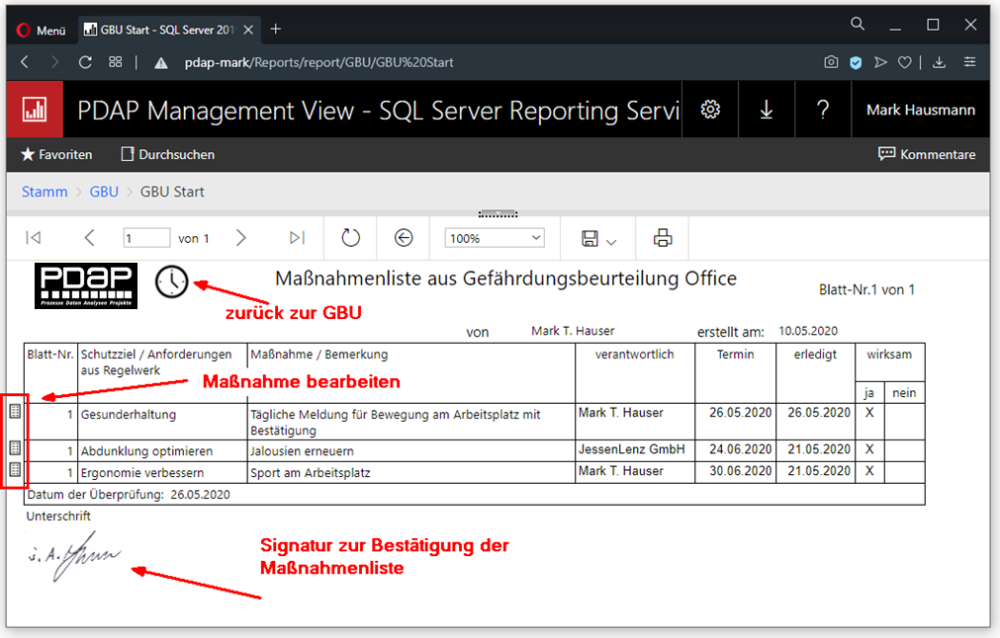 Menü
GBU Start - SQL Server 201
pdap-mark/Reports/report/GBU/GBU%20Start
PDAP Management View - SQL Server Reporting Servi
?
Mark Hausmann
Favoriten
Durchsuchen
Kommentare
Stamm > GBU > GBU Start
1 von 1
100%
PDAP
Prozesse Daten Analysen Projekte
Maßnahmenliste aus Gefährdungsbeurteilung Office
Blatt-Nr.1 von 1
zurück zur GBU
von Mark T. Hauser erstellt am: 10.05.2020
Blatt-Nr. Schutzziel / Anforderungen Maßnahme / Bemerkung verantwortlich Termin erledigt wirksam
aus Regelwerk
Maßnahme bearbeiten
ja nein
1 Gesunderhaltung Tägliche Meldung für Bewegung am Arbeitsplatz mit Mark T. Hauser 26.05.2020 26.05.2020 X
Bestätigung
1 Abdunklung optimieren Jalousien erneuern JessenLenz GmbH 24.06.2020 21.05.2020 X
1 Ergonomie verbessern Sport am Arbeitsplatz Mark T. Hauser 30.06.2020 21.05.2020 X
Datum der Überprüfung: 26.05.2020
Unterschrift
Signatur zur Bestätigung der
Maßnahmenliste